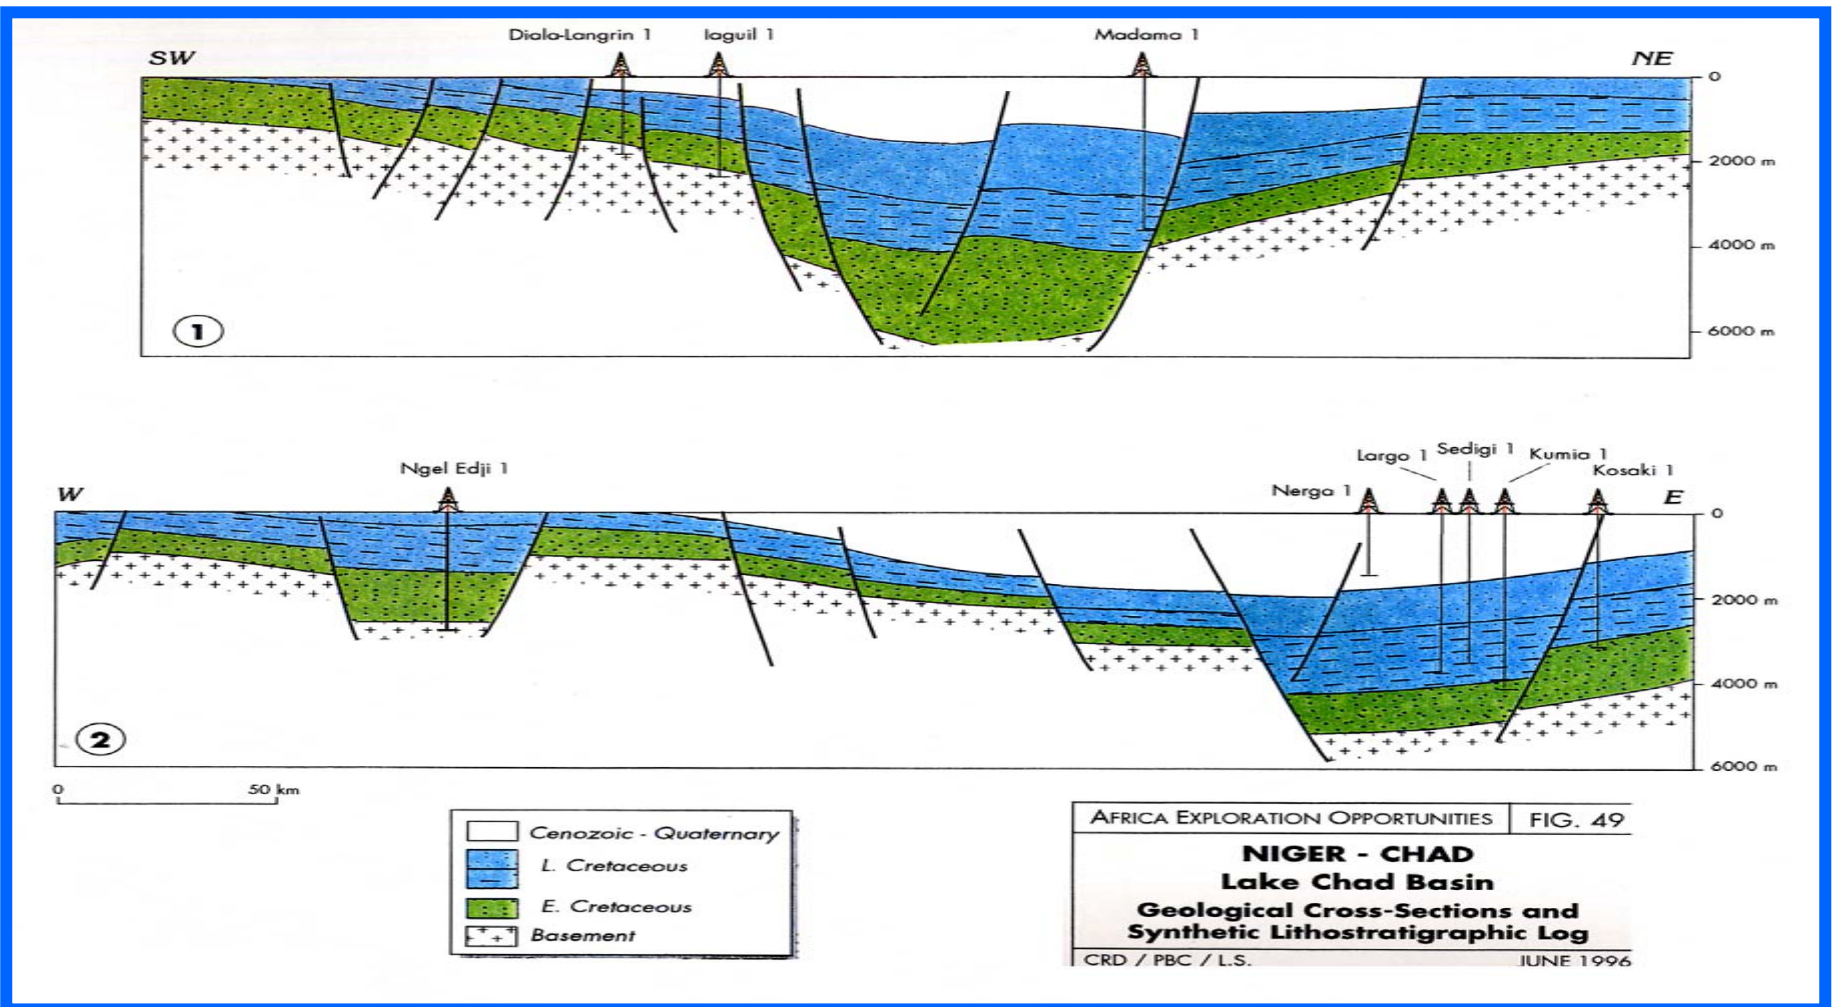 Dialo-Langrin 1 Iaguil 1 Madama 1
SW NE
0
2000 m
4000 m
6000 m
1
Largo 1 Sedigi 1 Kumia 1
Ngel Edji 1 Kosaki 1
W Nerga 1 E
0
2000 m
4000 m
2
6000 m
0 50 km
Cenozoic - Quaternary
L. Cretaceous
E. Cretaceous
Basement
AFRICA EXPLORATION OPPORTUNITIES FIG. 49
NIGER - CHAD
Lake Chad Basin
Geological Cross-Sections and
Synthetic Lithostratigraphic Log
CRD / PBC / L.S. JUNE 1996